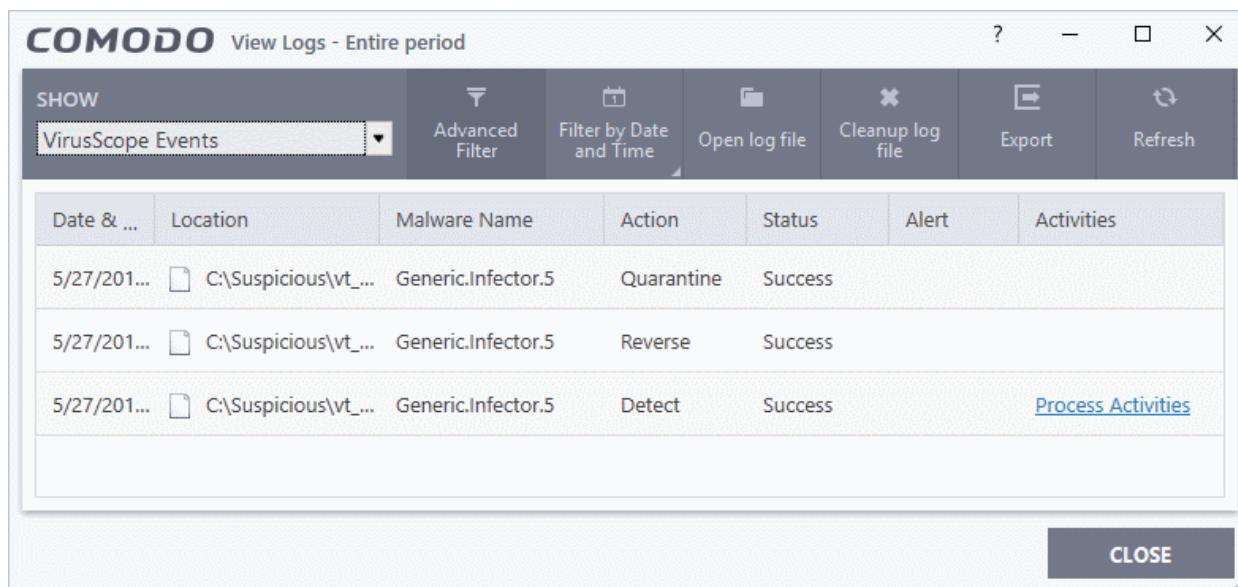 COMODO View Logs - Entire period
?
SHOW
VirusScope Events
Advanced Filter
Filter by Date and Time
Open log file
Cleanup log file
Export
Refresh
Date & ... Location Malware Name Action Status Alert Activities
5/27/201... C:\Suspicious\vt_... Generic.Infector.5 Quarantine Success
5/27/201... C:\Suspicious\vt_... Generic.Infector.5 Reverse Success
5/27/201... C:\Suspicious\vt_... Generic.Infector.5 Detect Success Process Activities
CLOSE